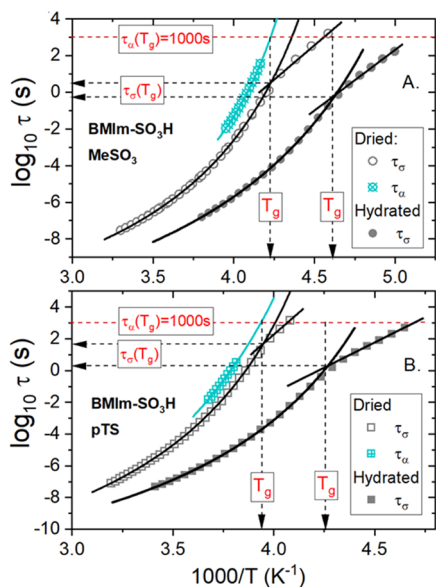 τα(Tg)=1000s
A.
τσ(Tg)
BMIm-SO3H
MeSO3
Tg
Tg
Dried:
τσ
τα
Hydrated
τσ
log10 τ (s)
4
2
0
-2
-4
-6
-8
3.0 3.5 4.0 4.5 5.0
τα(Tg)=1000s
B.
τσ(Tg)
BMIm-SO3H
pTS
Tg
Tg
Dried
τσ
τα
Hydrated
τσ
log10 τ (s)
4
2
0
-2
-4
-6
-8
-10
3.0 3.5 4.0 4.5
1000/T (K-1)